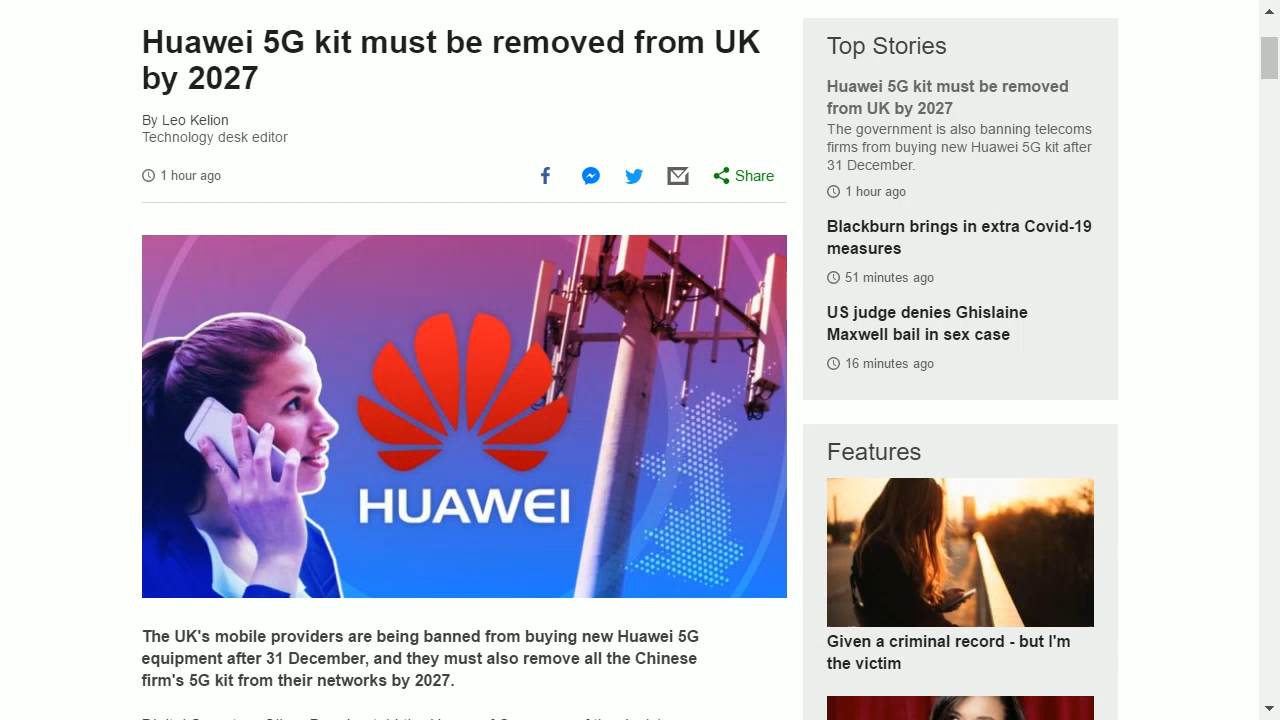 Huawei 5G kit must be removed from UK
by 2027
By Leo Kelion
Technology desk editor
1 hour ago
Share
HUAWEI
The UK's mobile providers are being banned from buying new Huawei 5G
equipment after 31 December, and they must also remove all the Chinese
firm's 5G kit from their networks by 2027.
Top Stories
Huawei 5G kit must be removed
from UK by 2027
The government is also banning telecoms
firms from buying new Huawei 5G kit after
31 December.
1 hour ago
Blackburn brings in extra Covid-19
measures
51 minutes ago
US judge denies Ghislaine
Maxwell bail in sex case
16 minutes ago
Features
Given a criminal record - but I'm
the victim